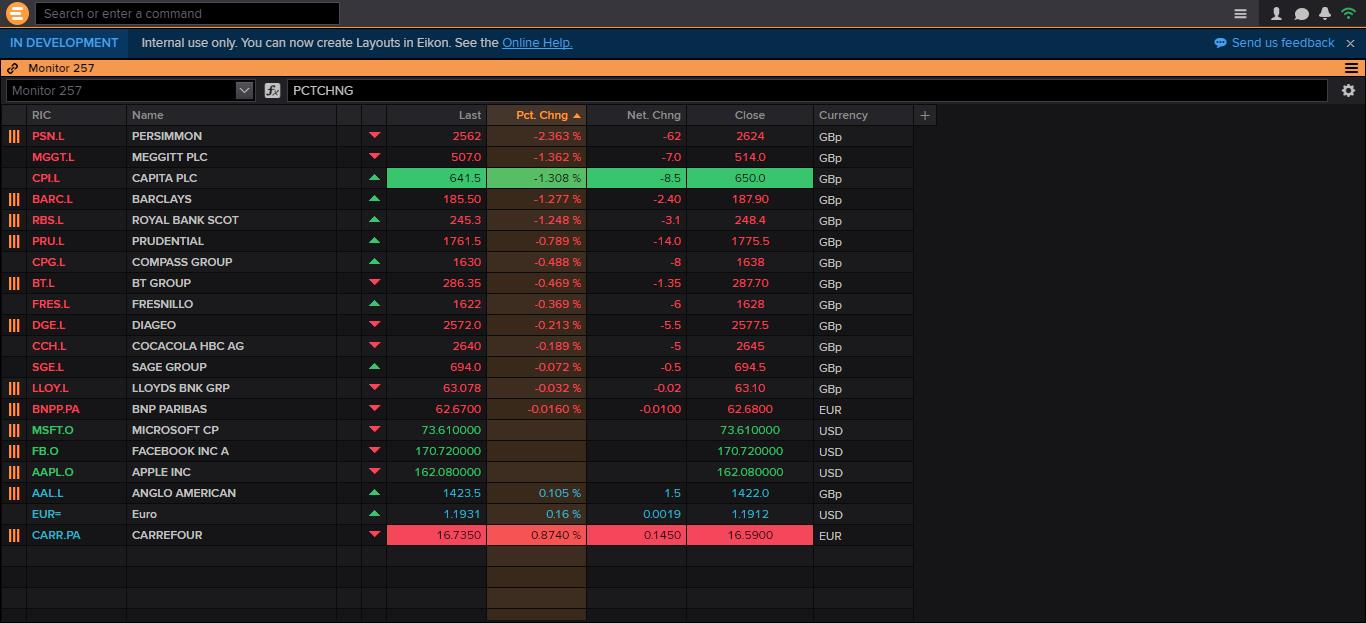 Search or enter a command
IN DEVELOPMENT Internal use only. You can now create Layouts in Eikon. See the Online Help. Send us feedback
Monitor 257
Monitor 257 fx PCTCHNG
RIC Name Last Pct. Chng Net. Chng Close Currency +
PSN.L PERSIMMON 2562 -2.363 % -62 2624 GBp
MGGT.L MEGGITT PLC 507.0 -1.362 % -7.0 514.0 GBp
CPI.L CAPITA PLC 641.5 -1.308 % -8.5 650.0 GBp
BARC.L BARCLAYS 185.50 -1.277 % -2.40 187.90 GBp
RBS.L ROYAL BANK SCOT 245.3 -1.248 % -3.1 248.4 GBp
PRU.L PRUDENTIAL 1761.5 -0.789 % -14.0 1775.5 GBp
CPG.L COMPASS GROUP 1630 -0.488 % -8 1638 GBp
BT.L BT GROUP 286.35 -0.469 % -1.35 287.70 GBp
FRES.L FRESNILLO 1622 -0.369 % -6 1628 GBp
DGE.L DIAGEO 2572.0 -0.213 % -5.5 2577.5 GBp
CCH.L COCACOLA HBC AG 2640 -0.189 % -5 2645 GBp
SGE.L SAGE GROUP 694.0 -0.072 % -0.5 694.5 GBp
LLOY.L LLOYDS BNK GRP 63.078 -0.032 % -0.02 63.10 GBp
BNPP.PA BNP PARIBAS 62.6700 -0.0160 % -0.0100 62.6800 EUR
MSFT.O MICROSOFT CP 73.610000 73.610000 USD
FB.O FACEBOOK INC A 170.720000 170.720000 USD
AAPL.O APPLE INC 162.080000 162.080000 USD
AAL.L ANGLO AMERICAN 1423.5 0.105 % 1.5 1422.0 GBp
EUR= Euro 1.1931 0.16 % 0.0019 1.1912 USD
CARR.PA CARREFOUR 16.7350 0.8740 % 0.1450 16.5900 EUR